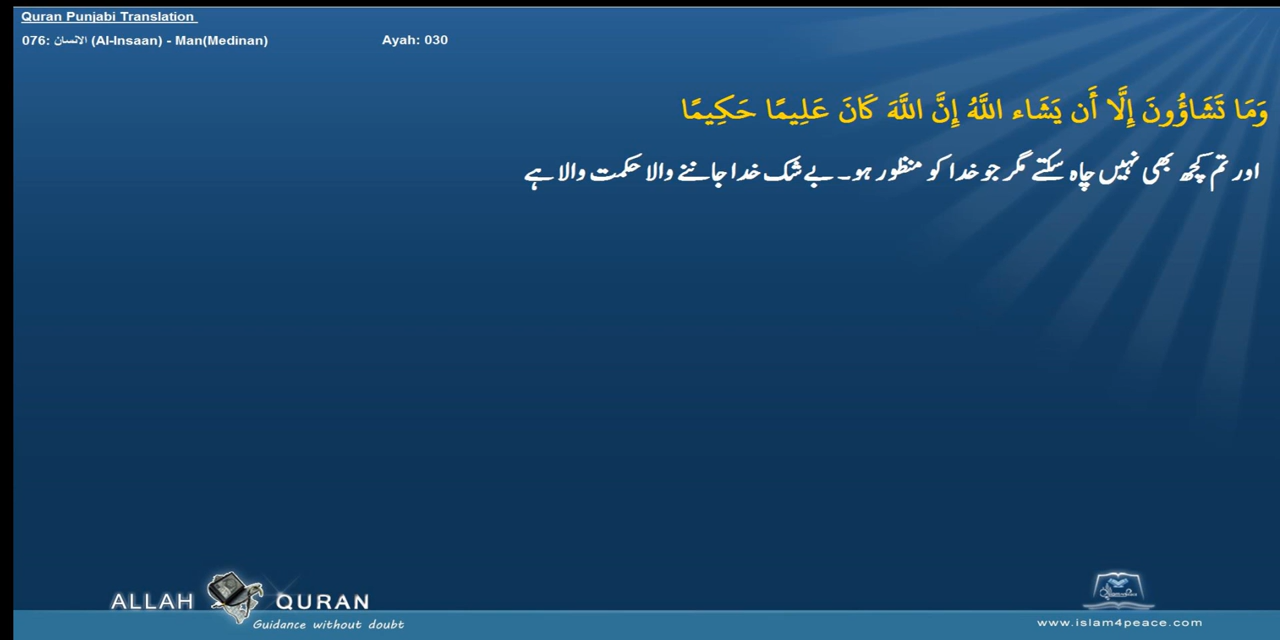 Quran Punjabi Translation
076: الانسان (Al-Insaan) - Man(Medinan) Ayah: 030
وَمَا تَشَاؤُونَ إِلَّا أَن يَشَاء اللَّهُ إِنَّ اللَّهَ كَانَ عَلِيمًا حَكِيمًا
اور تم کچھ بھی نہیں چاہ سکتے مگر جو خدا کو منظور ہو۔ بے شک خدا جاننے والا حکمت والا ہے
ALLAH QURAN
Guidance without doubt
www.islam4peace.com